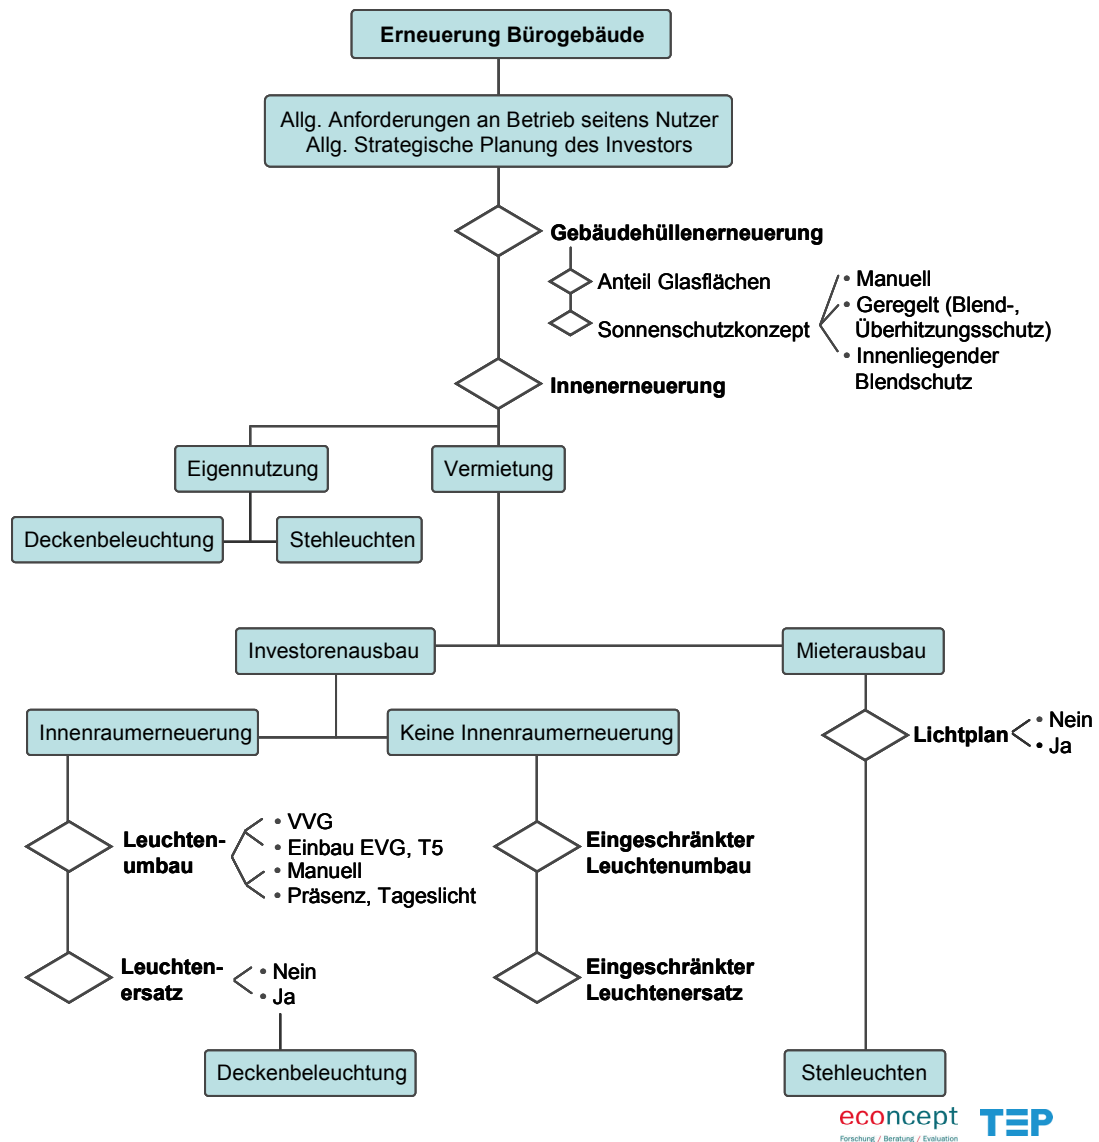 Erneuerung Bürogebäude
Allg. Anforderungen an Betrieb seitens Nutzer
Allg. Strategische Planung des Investors
Gebäudehüllenerneuerung
Anteil Glasflächen
Sonnenschutzkonzept
• Manuell
• Geregelt (Blend-,
Überhitzungsschutz)
• Innenliegender
Blendschutz
Innenerneuerung
Eigennutzung
Vermietung
Deckenbeleuchtung
Stehleuchten
Investorenausbau
Mieterausbau
Innenraumerneuerung
Keine Innenraumerneuerung
Lichtplan
• Nein
• Ja
Leuchten-
umbau
• VVG
• Einbau EVG, T5
• Manuell
• Präsenz, Tageslicht
Eingeschränkter
Leuchtenumbau
Leuchten-
ersatz
• Nein
• Ja
Eingeschränkter
Leuchtenersatz
Deckenbeleuchtung
Stehleuchten
econcept
Forschung / Beratung / Evaluation
TEP